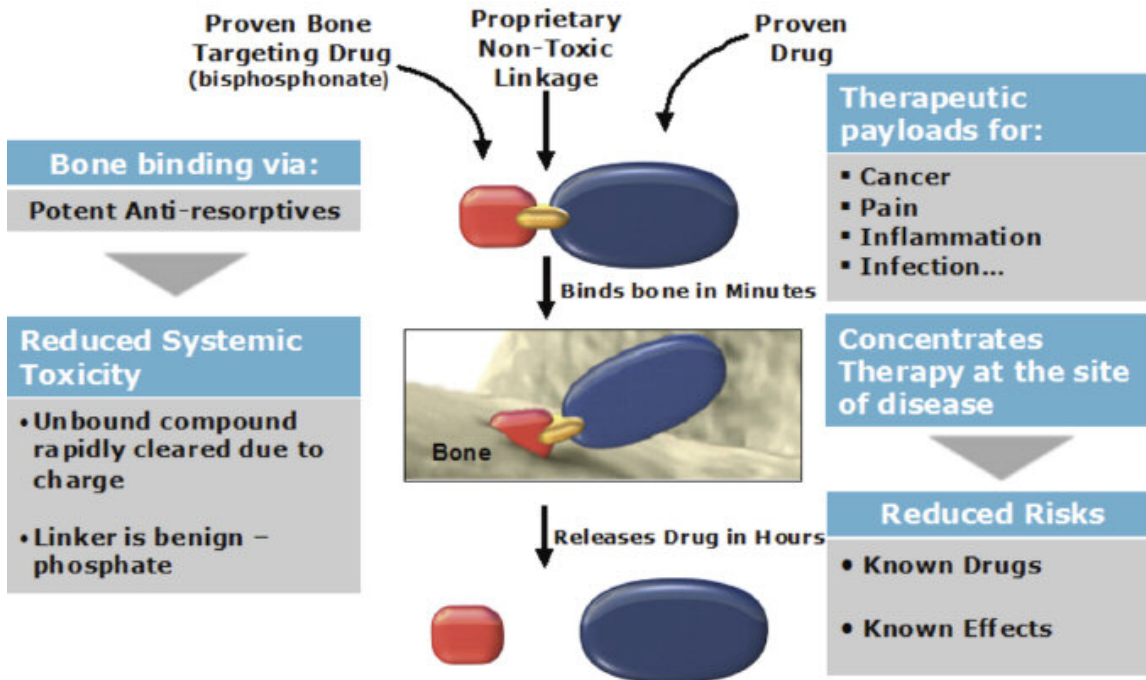 Proven Bone
Targeting Drug
(bisphosphonate)
Proprietary
Non-Toxic
Linkage
Proven
Drug
Bone binding via:
Potent Anti-resorptives
Reduced Systemic
Toxicity
•Unbound compound
rapidly cleared due to
charge
•Linker is benign –
phosphate
Binds bone in Minutes
Bone
Releases Drug in Hours
Therapeutic
payloads for:
▪ Cancer
▪ Pain
▪ Inflammation
▪ Infection...
Concentrates
Therapy at the site
of disease
Reduced Risks
• Known Drugs
• Known Effects